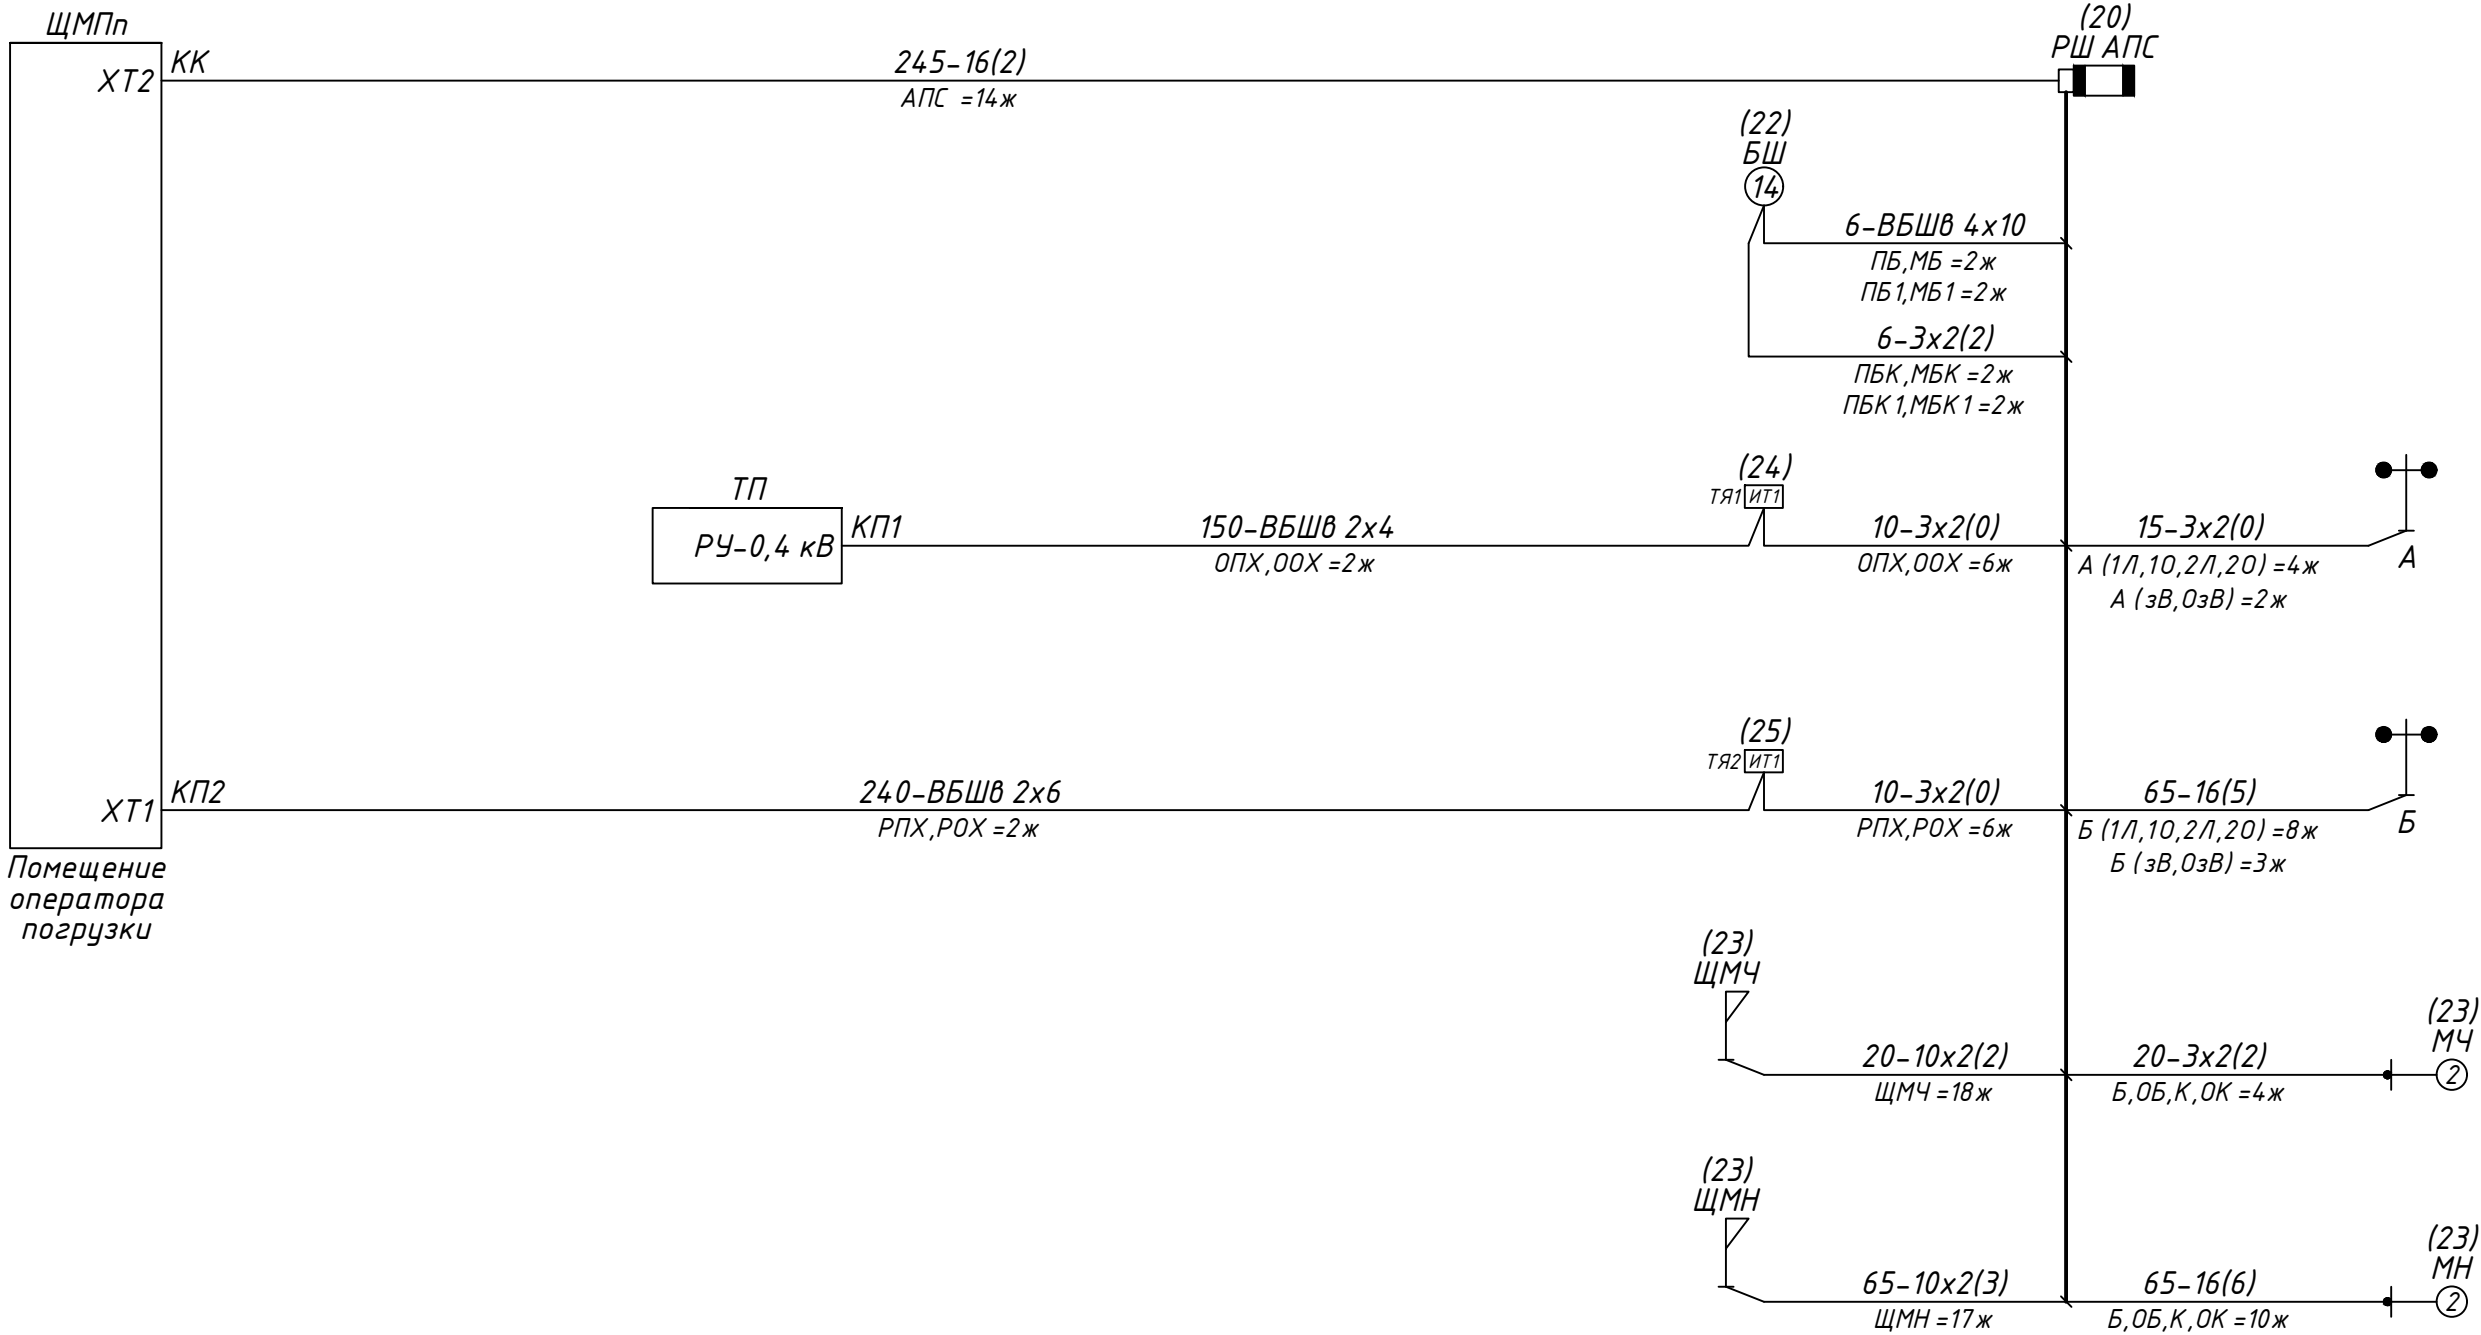 ЩМПп
ХТ2
КК
245-16(2)
АПС =14ж
(20)
РШ АПС
(22)
БШ
14
6-ВБШв 4х10
ПБ,МБ =2ж
ПБ1,МБ1 =2ж
6-3х2(2)
ПБК,МБК =2ж
ПБК1,МБК1 =2ж
ТП
РУ-0,4 кВ
КП1
150-ВБШв 2х4
ОПХ,ООХ =2ж
(24)
ТЯ1 ИТ1
10-3х2(0)
ОПХ,ООХ =6ж
15-3х2(0)
А (1Л,1О,2Л,2О) =4ж
А (зВ,ОзВ) =2ж
А
ХТ1
КП2
240-ВБШв 2х6
РПХ,РОХ =2ж
(25)
ТЯ2 ИТ1
10-3х2(0)
РПХ,РОХ =6ж
65-16(5)
Б (1Л,1О,2Л,2О) =8ж
Б (зВ,ОзВ) =3ж
Б
Помещение
оператора
погрузки
(23)
ЩМЧ
20-10х2(2)
ЩМЧ =18ж
20-3х2(2)
Б,ОБ,К,ОК =4ж
(23)
МЧ
2
(23)
ЩМН
65-10х2(3)
ЩМН =17ж
65-16(6)
Б,ОБ,К,ОК =10ж
(23)
МН
2